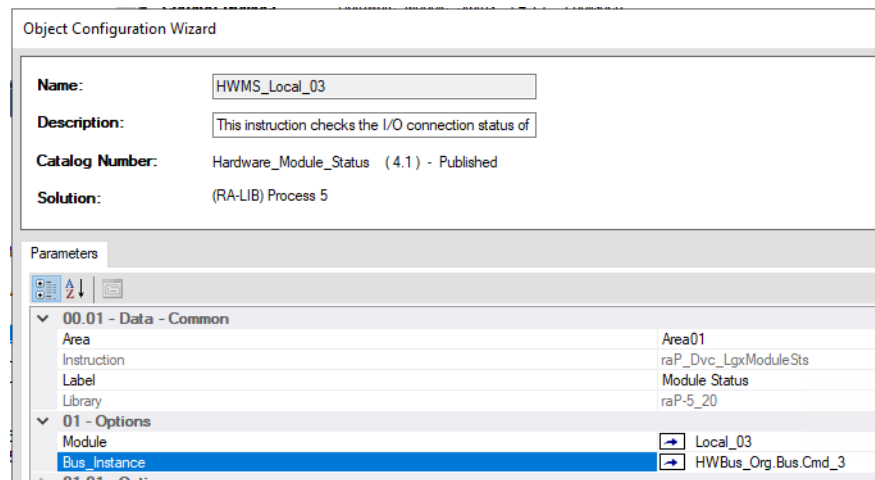 Object Configuration Wizard
Name: HWMS_Local_03
Description: This instruction checks the I/O connection status of
Catalog Number: Hardware_Module_Status (4.1) - Published
Solution: (RA-LIB) Process 5
Parameters
00.01 - Data - Common
Area Area01
Instruction raP_Dvc_LgxModuleSts
Label Module Status
Library raP-5_20
01 - Options
Module Local_03
Bus_Instance HWBus_Org.Bus.Cmd_3